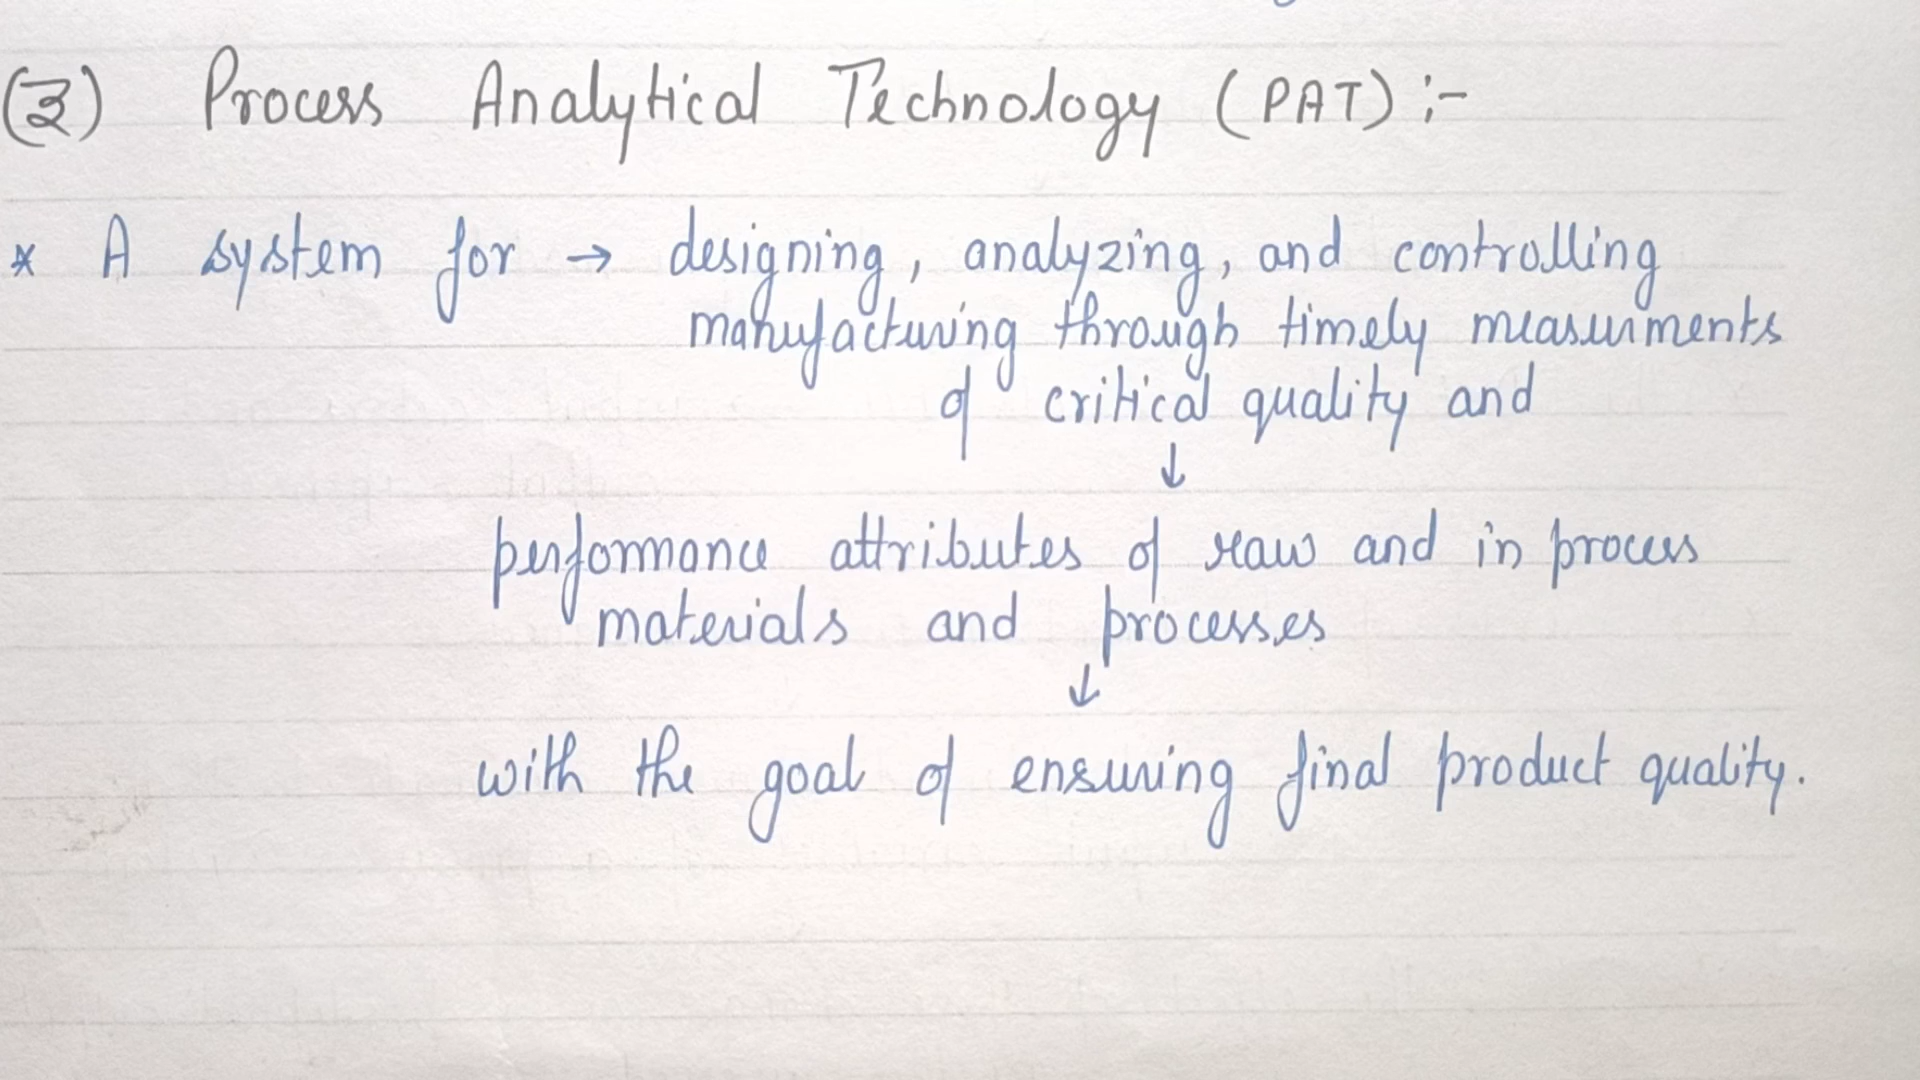 (3) Process Analytical Technology (PAT) :-
* A system for → designing, analyzing, and controlling
manufacturing through timely measurments
of critical quality and
↓
performance attributes of raw and in process
materials and processes
↓
with the goal of ensuring final product quality.